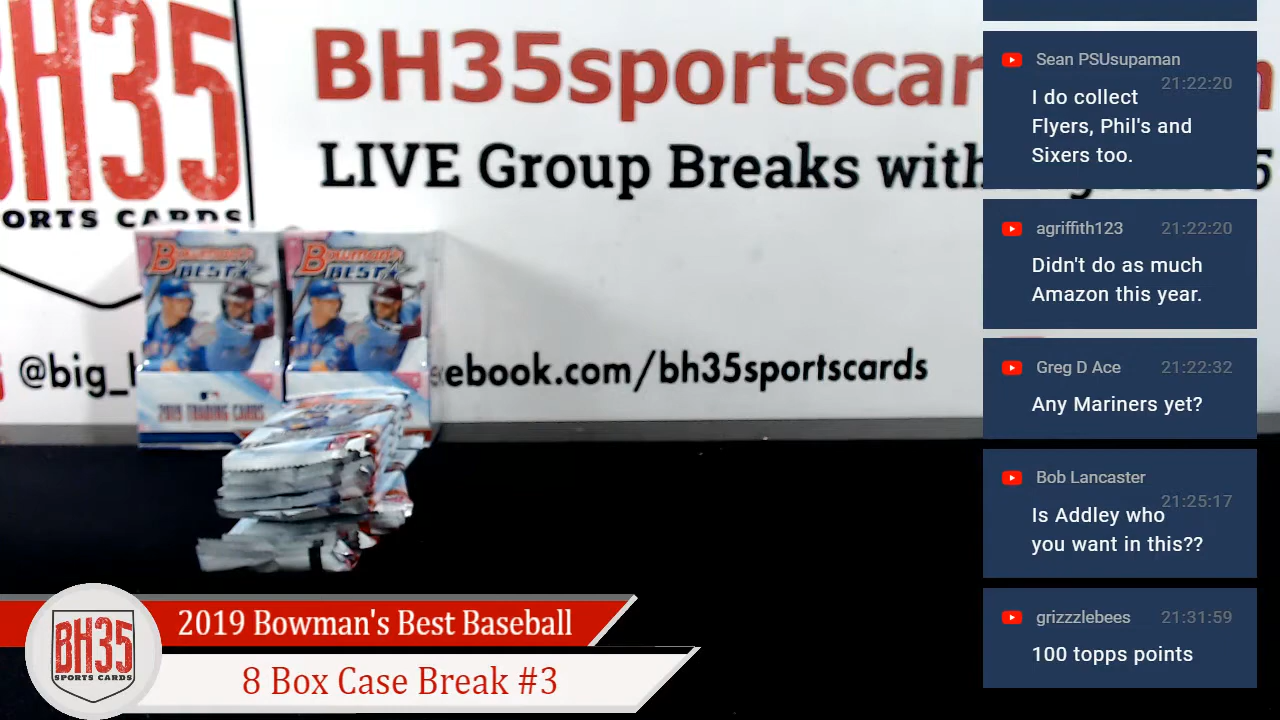 BH35
SPORTS CARDS
BH35sportscar
LIVE Group Breaks with
@big_
ebook.com/bh35sportscards
BOWMAN'S
BEST
2019 TRADING CARDS
BOWMAN'S
BEST
Sean PSUsupaman
21:22:20
I do collect
Flyers, Phil's and
Sixers too.
agriffith123 21:22:20
Didn't do as much
Amazon this year.
Greg D Ace 21:22:32
Any Mariners yet?
Bob Lancaster
21:25:17
Is Addley who
you want in this??
grizzzlebees 21:31:59
100 topps points
2019 Bowman's Best Baseball
8 Box Case Break #3
BH35
SPORTS CARDS